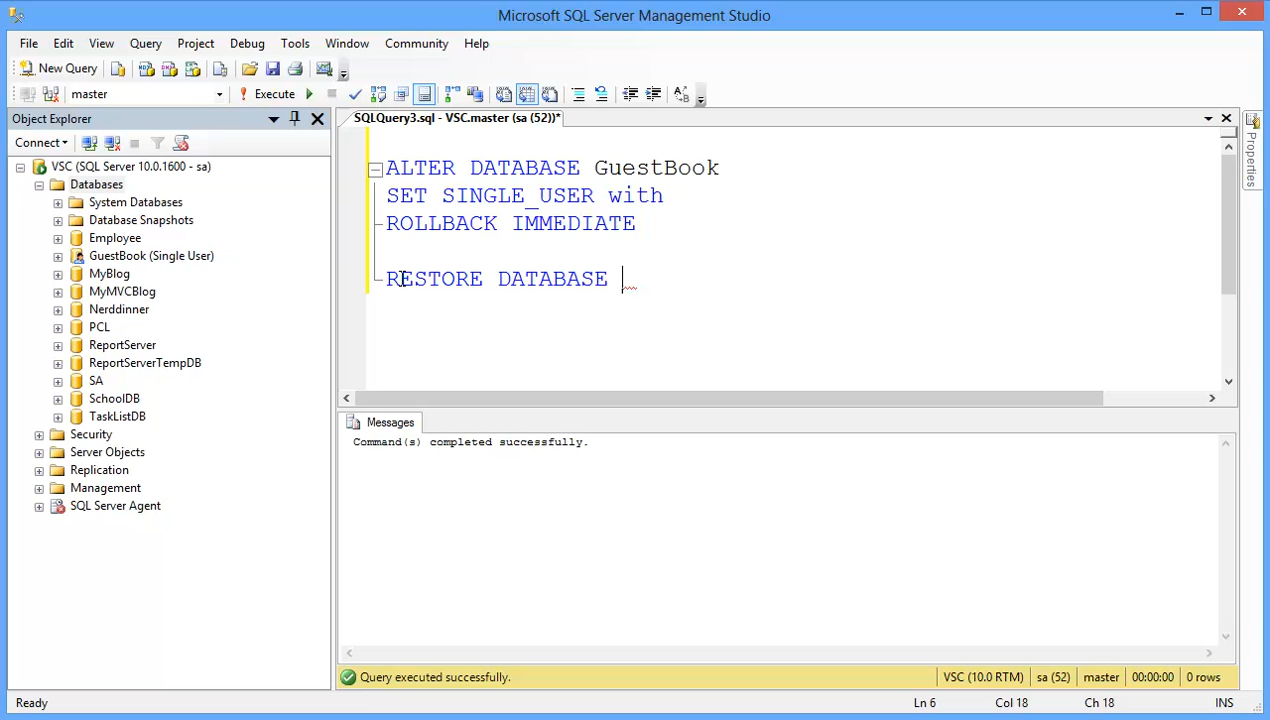 Microsoft SQL Server Management Studio
File Edit View Query Project Debug Tools Window Community Help
New Query
master Execute
Object Explorer
SQLQuery3.sql - VSC.master (sa (52))*
Connect
VSC (SQL Server 10.0.1600 - sa)
Databases
System Databases
Database Snapshots
Employee
GuestBook (Single User)
MyBlog
MyMVCBlog
Nerddinner
PCL
ReportServer
ReportServerTempDB
SA
SchoolDB
TaskListDB
Security
Server Objects
Replication
Management
SQL Server Agent
ALTER DATABASE GuestBook
SET SINGLE_USER with
ROLLBACK IMMEDIATE
RESTORE DATABASE
Properties
Messages
Command(s) completed successfully.
Query executed successfully. VSC (10.0 RTM) sa (52) master 00:00:00 0 rows
Ready Ln 6 Col 18 Ch 18 INS